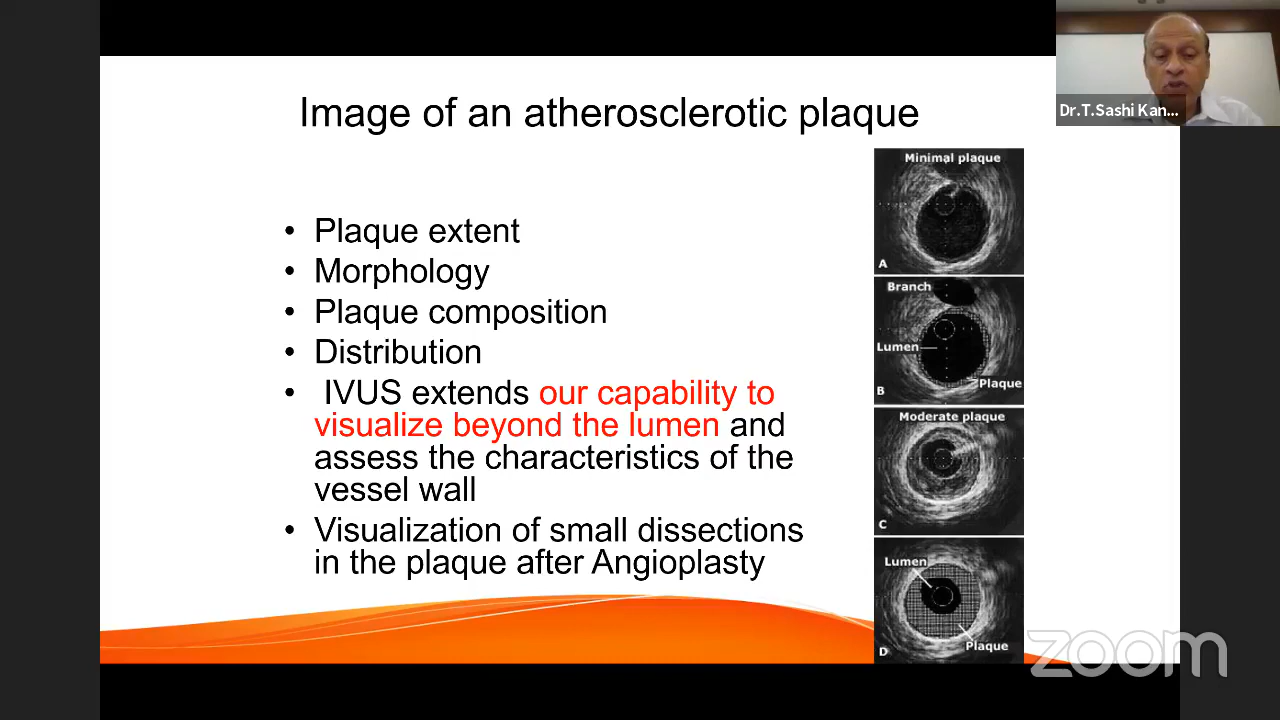 Image of an atherosclerotic plaque
• Plaque extent
• Morphology
• Plaque composition
• Distribution
• IVUS extends our capability to
visualize beyond the lumen and
assess the characteristics of the
vessel wall
• Visualization of small dissections
in the plaque after Angioplasty
Minimal plaque
A
Branch
Lumen
Plaque
B
Moderate plaque
C
Lumen
Plaque
D
Dr.T.Sashi Kan...
zoom